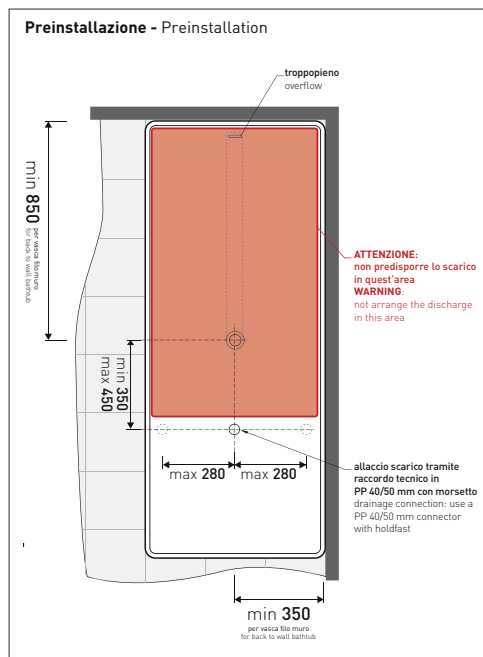 Preinstallazione - Preinstallation
troppopieno
overflow
min 850
per vasca filo muro
for back to wall bathtub
ATTENZIONE:
non predisporre lo scarico
in quest'area
WARNING:
not arrange the discharge
in this area
min 350
max 450
max 280
max 280
allaccio scarico tramite
raccordo tecnico in
PP 40/50 mm con morsetto
drainage connection: use a
PP 40/50 mm connector
with holdfast
min 350
per vasca filo muro
for back to wall bathtub